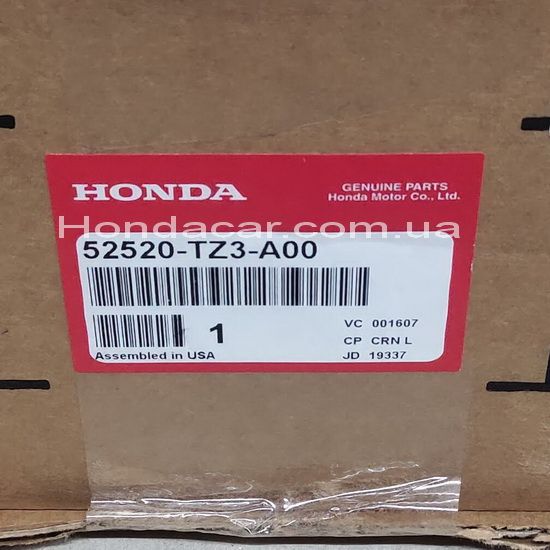 HONDA
GENUINE PARTS
Honda Motor Co., Ltd.
Hondacar.com.ua
52520-TZ3-A00
1
VC 001607
CP CRN L
JD 19337
Assembled in USA